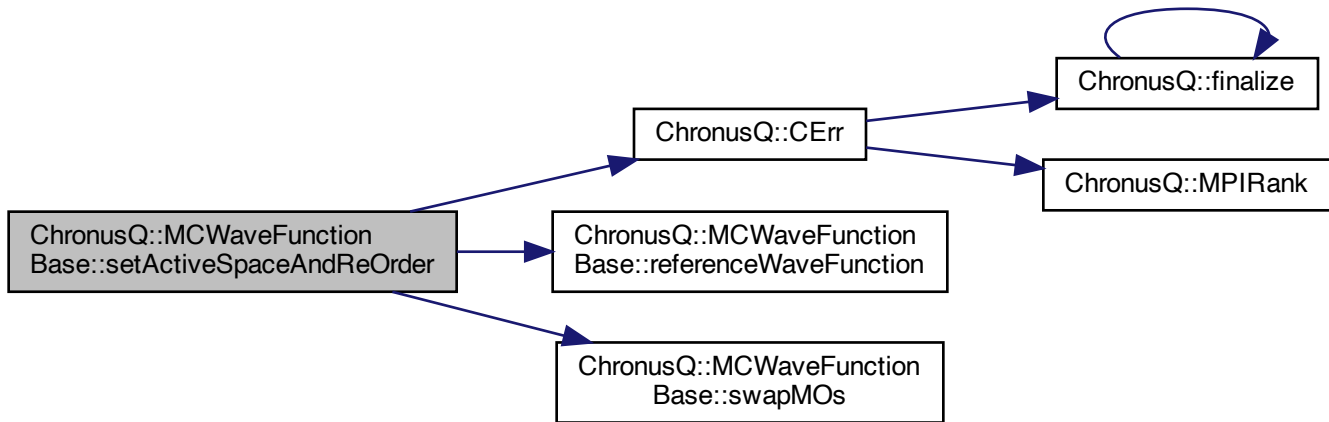 ChronusQ::MCWaveFunction
Base::setActiveSpaceAndReOrder
ChronusQ::CErr
ChronusQ::finalize
ChronusQ::MPIRank
ChronusQ::MCWaveFunction
Base::referenceWaveFunction
ChronusQ::MCWaveFunction
Base::swapMOs